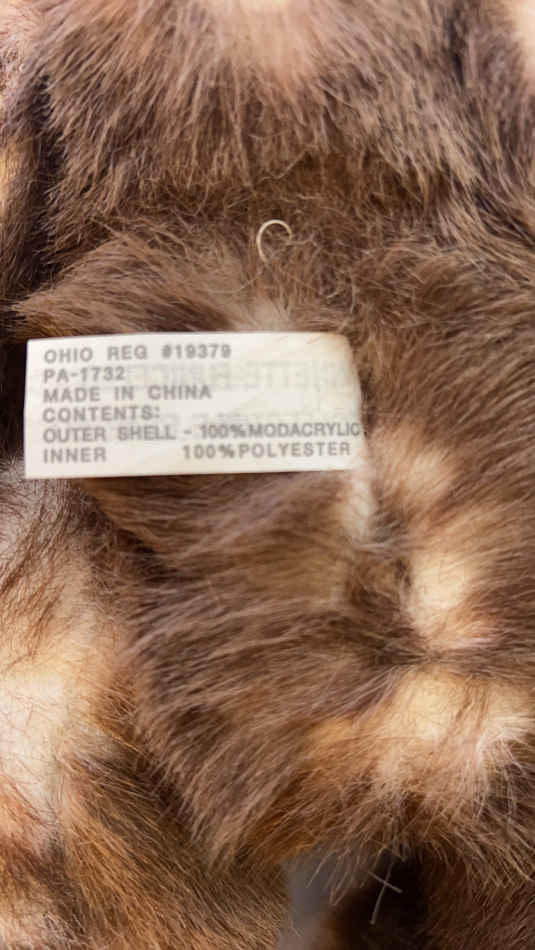 OHIO REG #19379
PA-1732
MADE IN CHINA
CONTENTS:
OUTER SHELL - 100%MODACRYLIC
INNER 100%POLYESTER